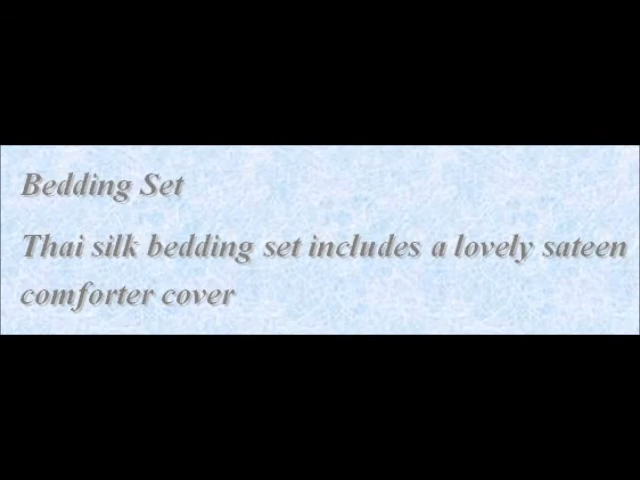 Bedding Set
Thai silk bedding set includes a lovely sateen
comforter cover